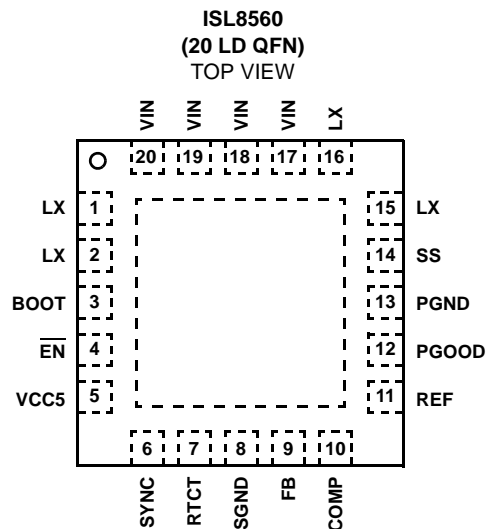 ISL8560
(20 LD QFN)
TOP VIEW
VIN VIN VIN VIN LX
20 19 18 17 16
LX 1 15 LX
LX 2 14 SS
BOOT 3 13 PGND
EN 4 12 PGOOD
VCC5 5 11 REF
6 7 8 9 10
SYNC RTCT SGND FB COMP